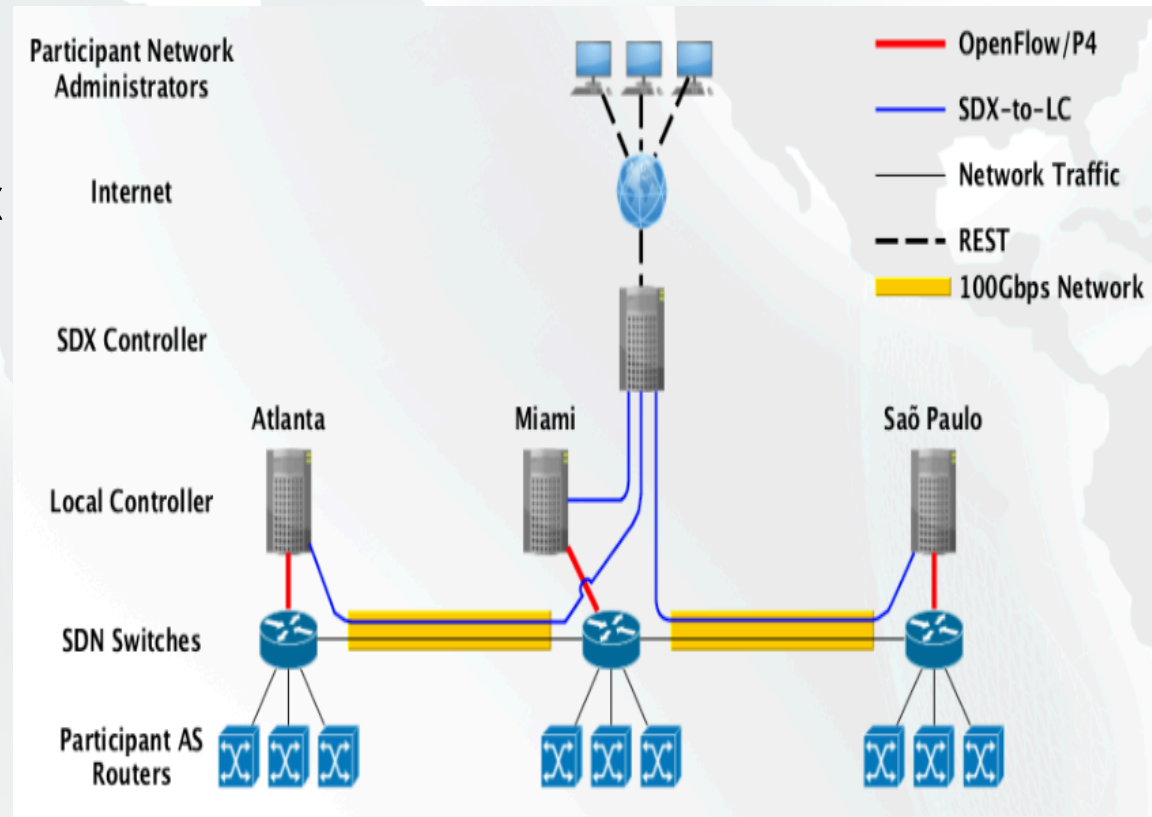 Participant Network
Administrators
OpenFlow/P4
SDX-to-LC
Internet
Network Traffic
REST
100Gbps Network
SDX Controller
Atlanta
Miami
Saõ Paulo
Local Controller
SDN Switches
Participant AS
Routers